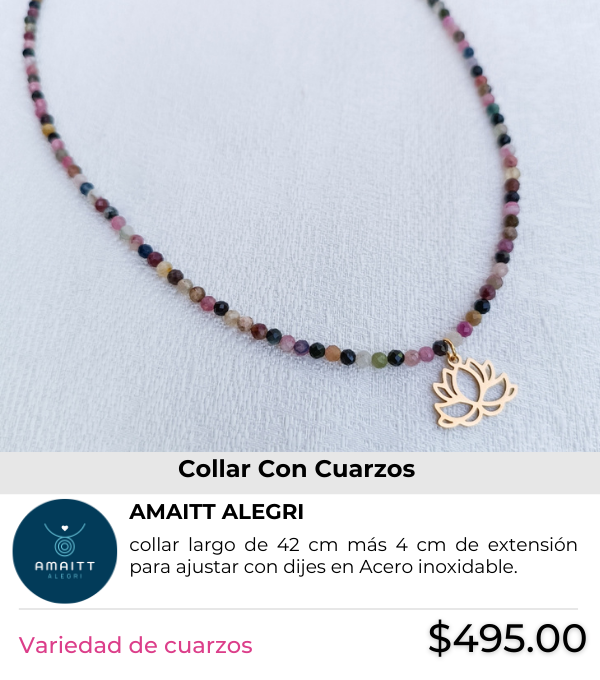 Collar Con Cuarzos
AMAITT ALEGRI
collar largo de 42 cm más 4 cm de extensión
para ajustar con dijes en Acero inoxidable.
AMAITT
ALEGRI
Variedad de cuarzos
$495.00